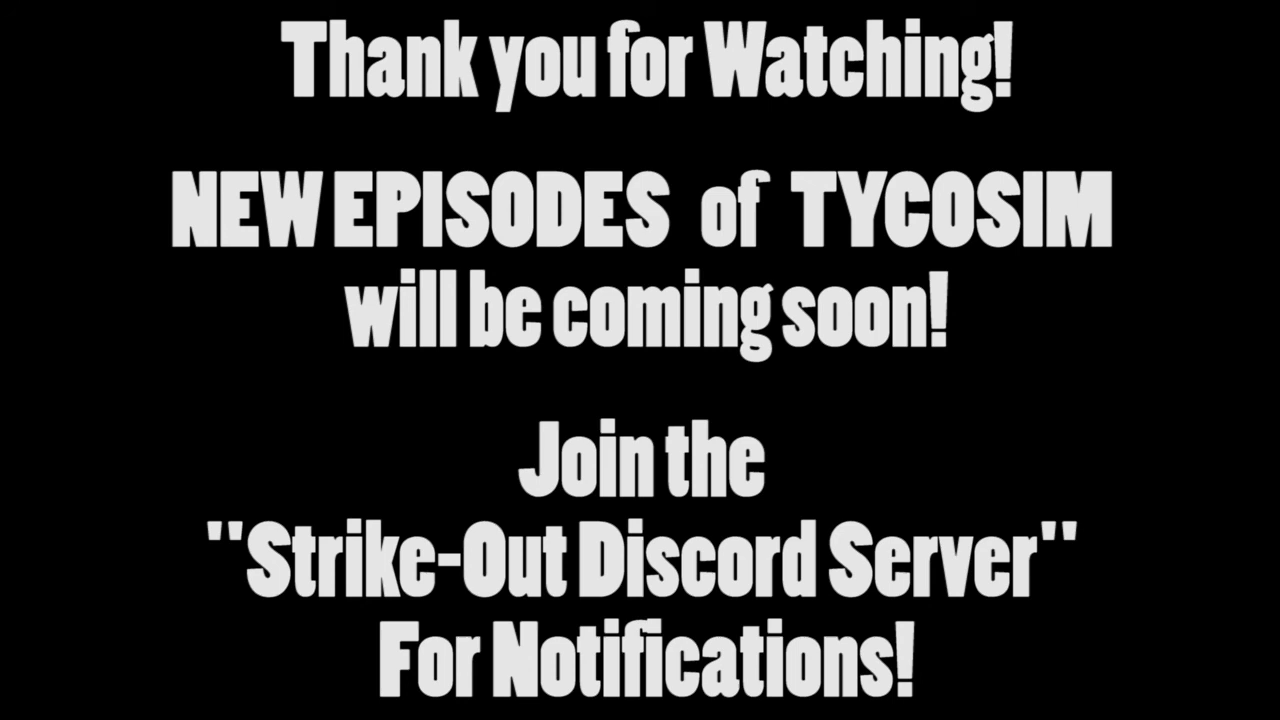 Thank you for Watching!
NEW EPISODES of TYCOSIM
will be coming soon!
Join the
"Strike-Out Discord Server"
For Notifications!